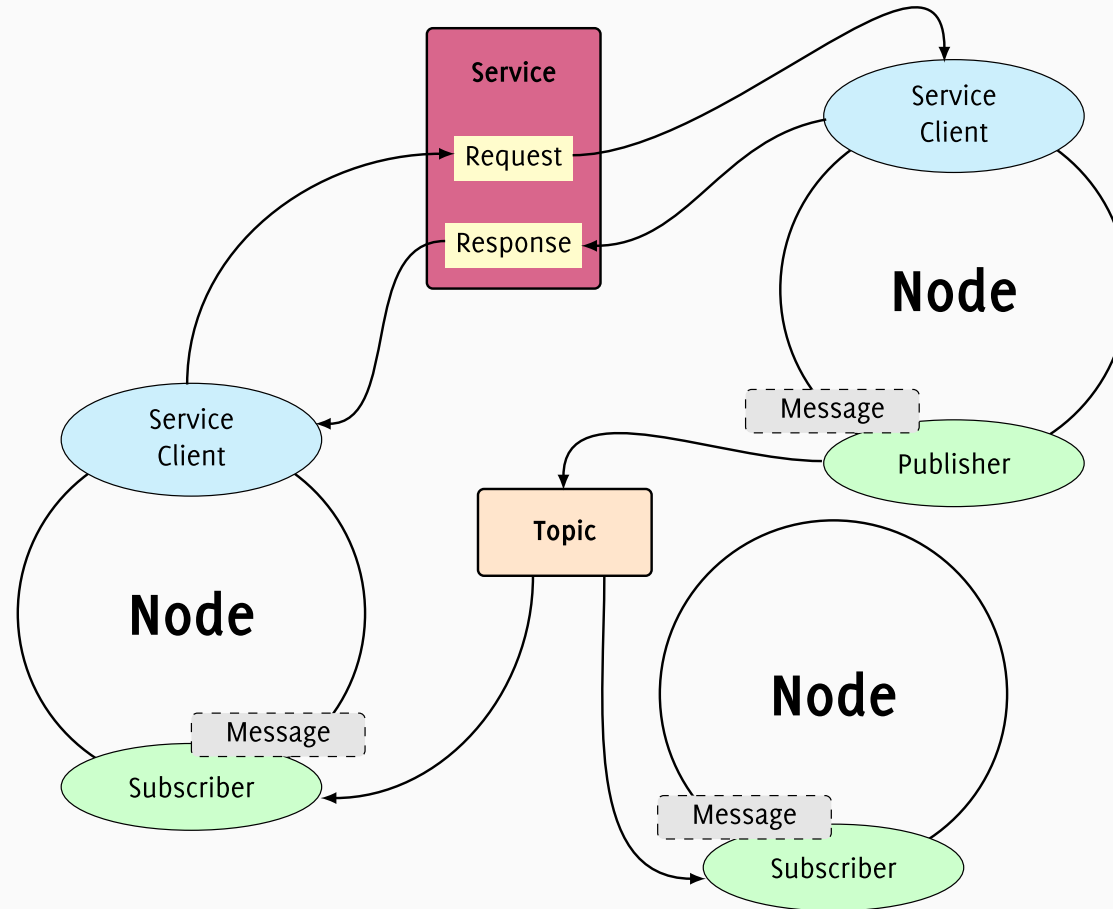 Service
Request
Response
Service
Client
Node
Message
Publisher
Service
Client
Node
Message
Subscriber
Topic
Node
Message
Subscriber